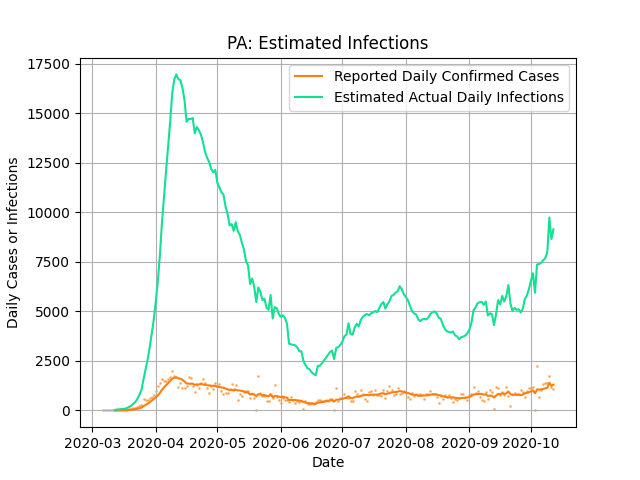 PA: Estimated Infections
Reported Daily Confirmed Cases
Estimated Actual Daily Infections
Daily Cases or Infections
17500
15000
12500
10000
7500
5000
2500
0
2020-03 2020-04 2020-05 2020-06 2020-07 2020-08 2020-09 2020-10
Date